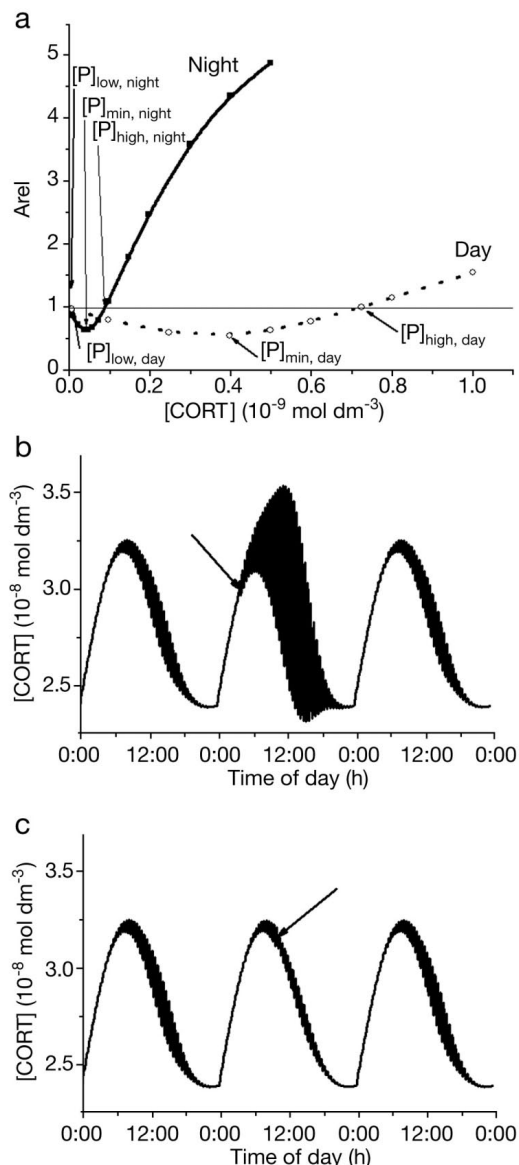 a
5
4
3
2
1
0
Arel
[P]low, night
[P]min, night
[P]high, night
Night
Day
[P]low, day
[P]min, day
[P]high, day
0.0 0.2 0.4 0.6 0.8 1.0
[CORT] (10-9 mol dm-3)
b
3.5
3.0
2.5
[CORT] (10-8 mol dm-3)
0:00 12:00 0:00 12:00 0:00 12:00 0:00
Time of day (h)
c
3.5
3.0
2.5
[CORT] (10-8 mol dm-3)
0:00 12:00 0:00 12:00 0:00 12:00 0:00
Time of day (h)